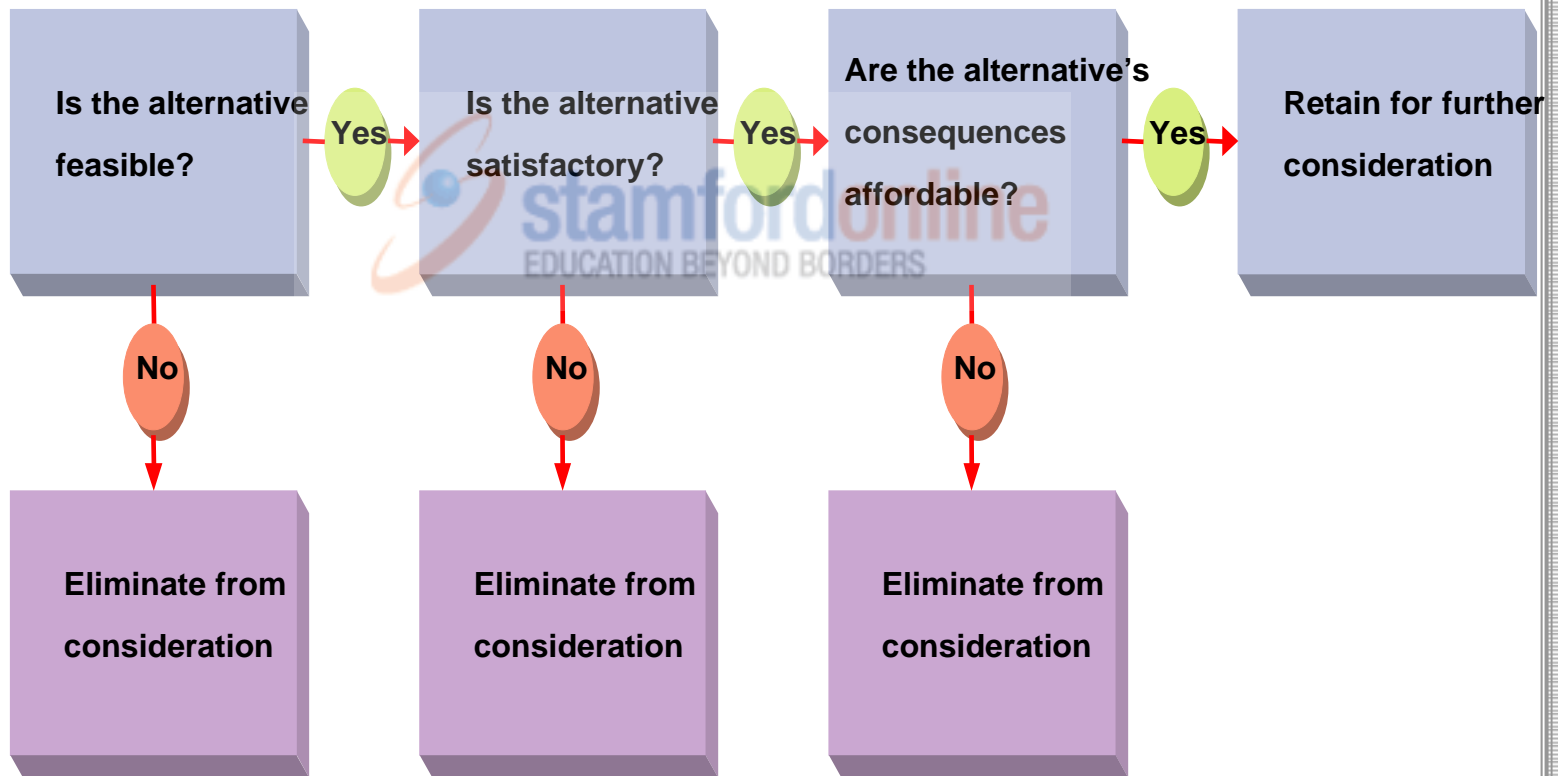 Is the alternative
feasible?
Yes
Is the alternative
satisfactory?
Yes
Are the alternative’s
consequences
affordable?
Yes
Retain for further
consideration
stamfordonline
EDUCATION BEYOND BORDERS
No
No
No
Eliminate from
consideration
Eliminate from
consideration
Eliminate from
consideration